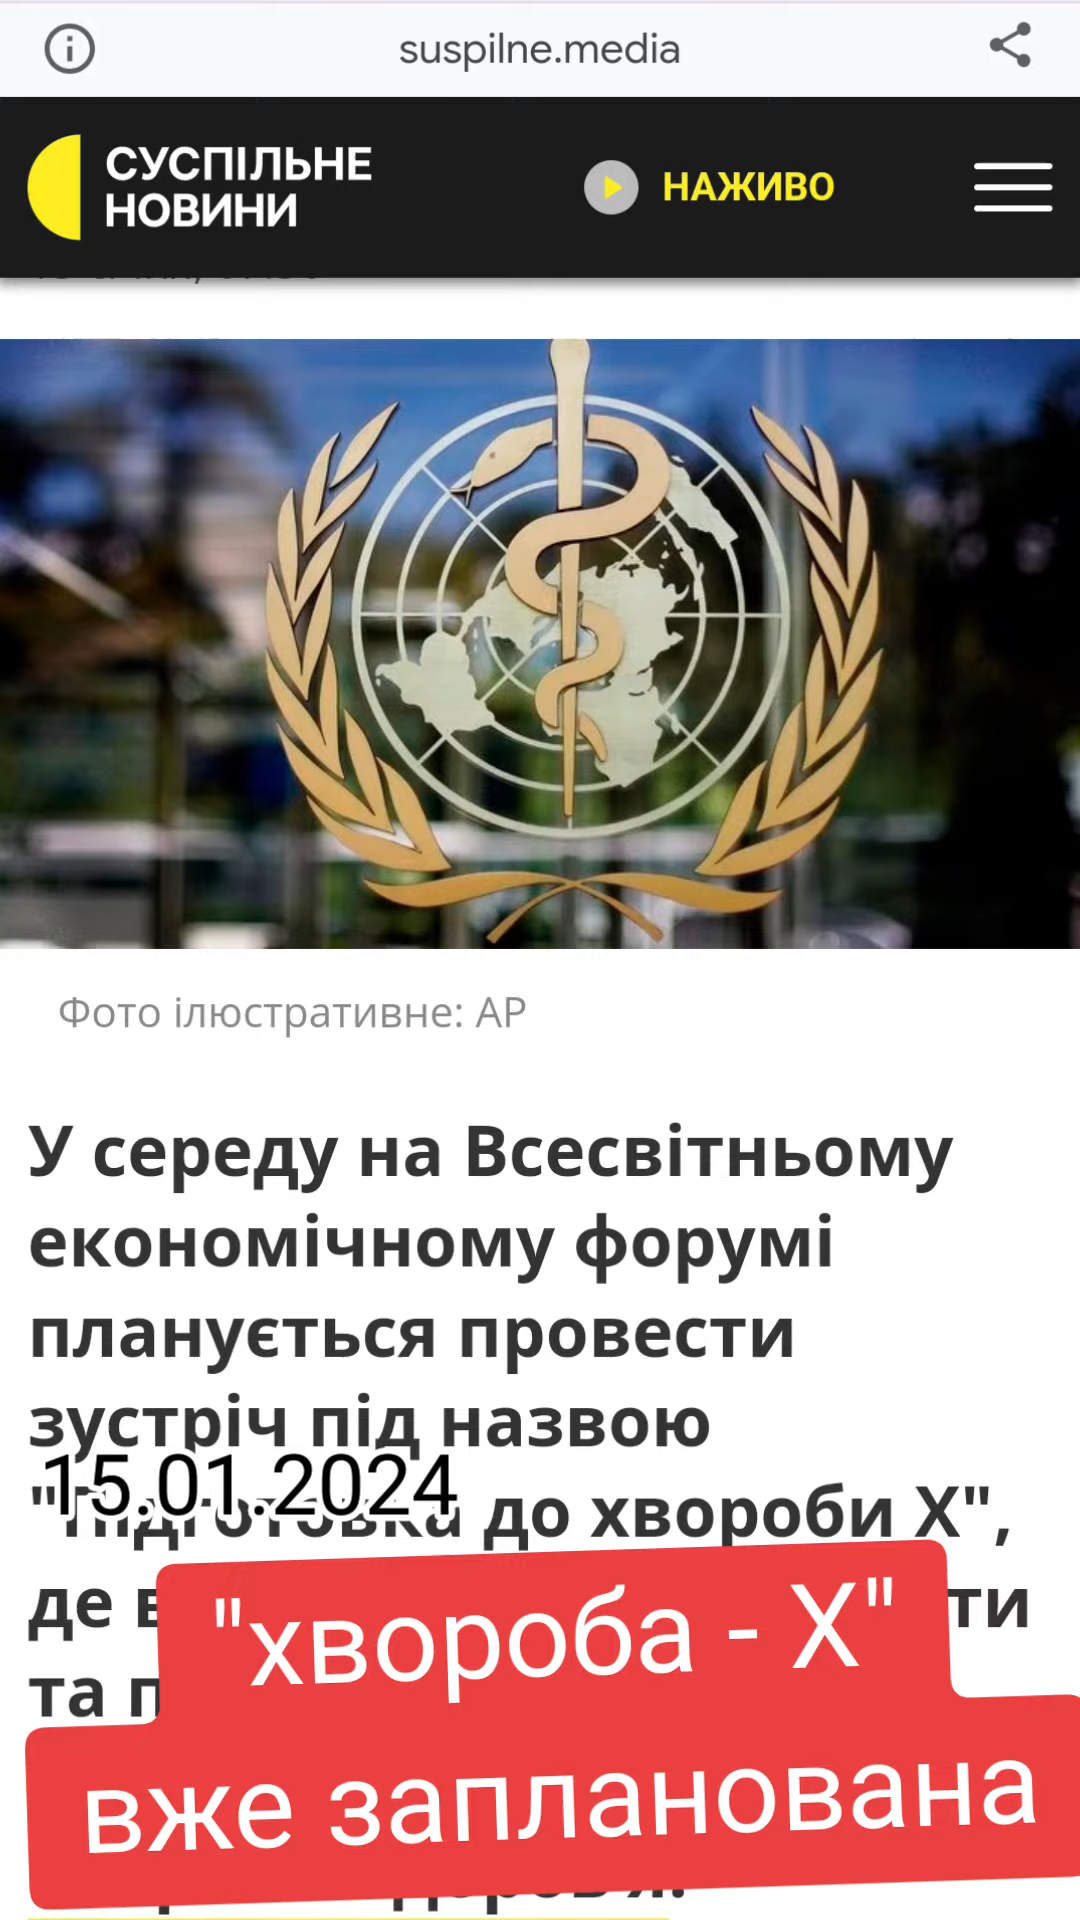 suspilne.media
СУСПІЛЬНЕ
НОВИНИ
НАЖИВО
Фото ілюстративне: AP
У середу на Всесвітньому
економічному форумі
планується провести
зустріч під назвою
"Підготовка до хвороби X",
15.01.2024
де
та
"хвороба - X"
вже запланована